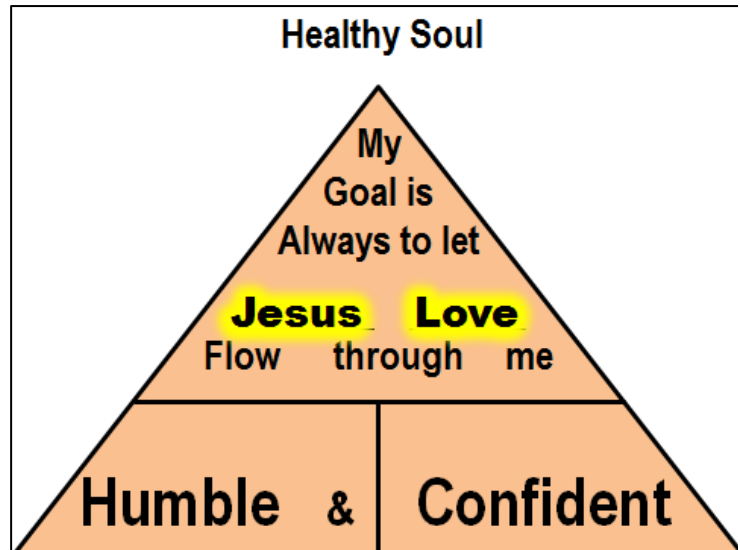 Healthy Soul
My
Goal is
Always to let
Jesus Love
Flow through me
Humble & Confident